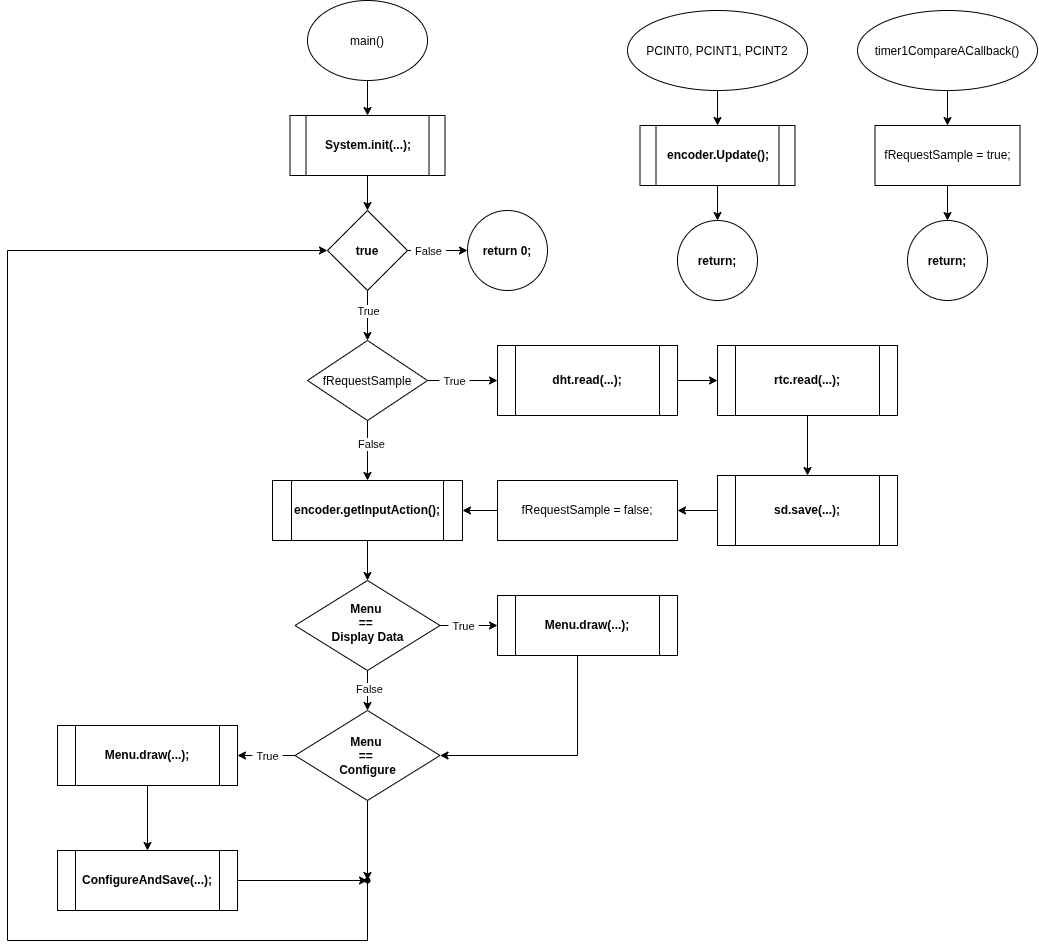 main()
PCINT0, PCINT1, PCINT2
timer1CompareACallback()
System.init(...);
encoder.Update();
fRequestSample = true;
true
False
return 0;
return;
return;
True
fRequestSample
True
dht.read(...);
rtc.read(...);
False
encoder.getInputAction();
fRequestSample = false;
sd.save(...);
Menu
==
Display Data
True
Menu.draw(...);
False
Menu.draw(...);
True
Menu
==
Configure
ConfigureAndSave(...);